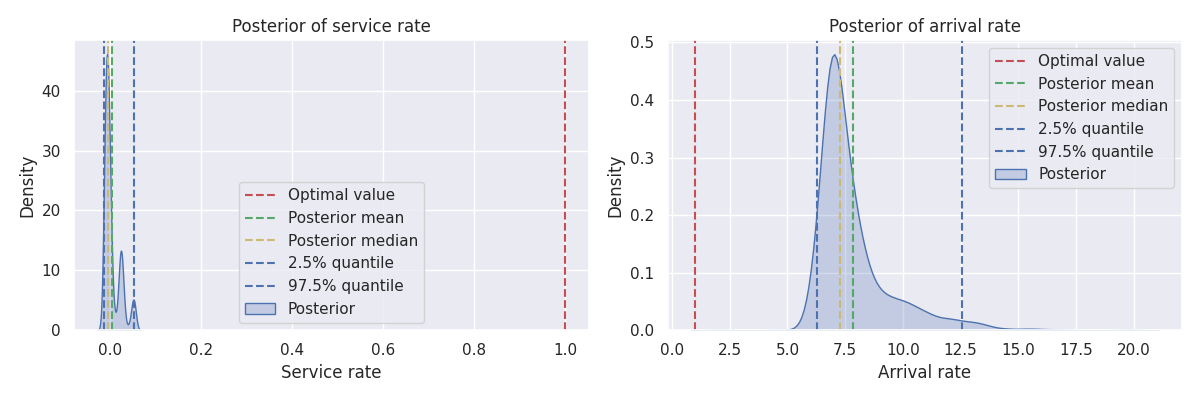 Posterior of service rate
Density
40
30
20
10
0
0.0 0.2 0.4 0.6 0.8 1.0
Service rate
Optimal value
Posterior mean
Posterior median
2.5% quantile
97.5% quantile
Posterior
Posterior of arrival rate
Density
0.5
0.4
0.3
0.2
0.1
0.0
0.0 2.5 5.0 7.5 10.0 12.5 15.0 17.5 20.0
Arrival rate
Optimal value
Posterior mean
Posterior median
2.5% quantile
97.5% quantile
Posterior